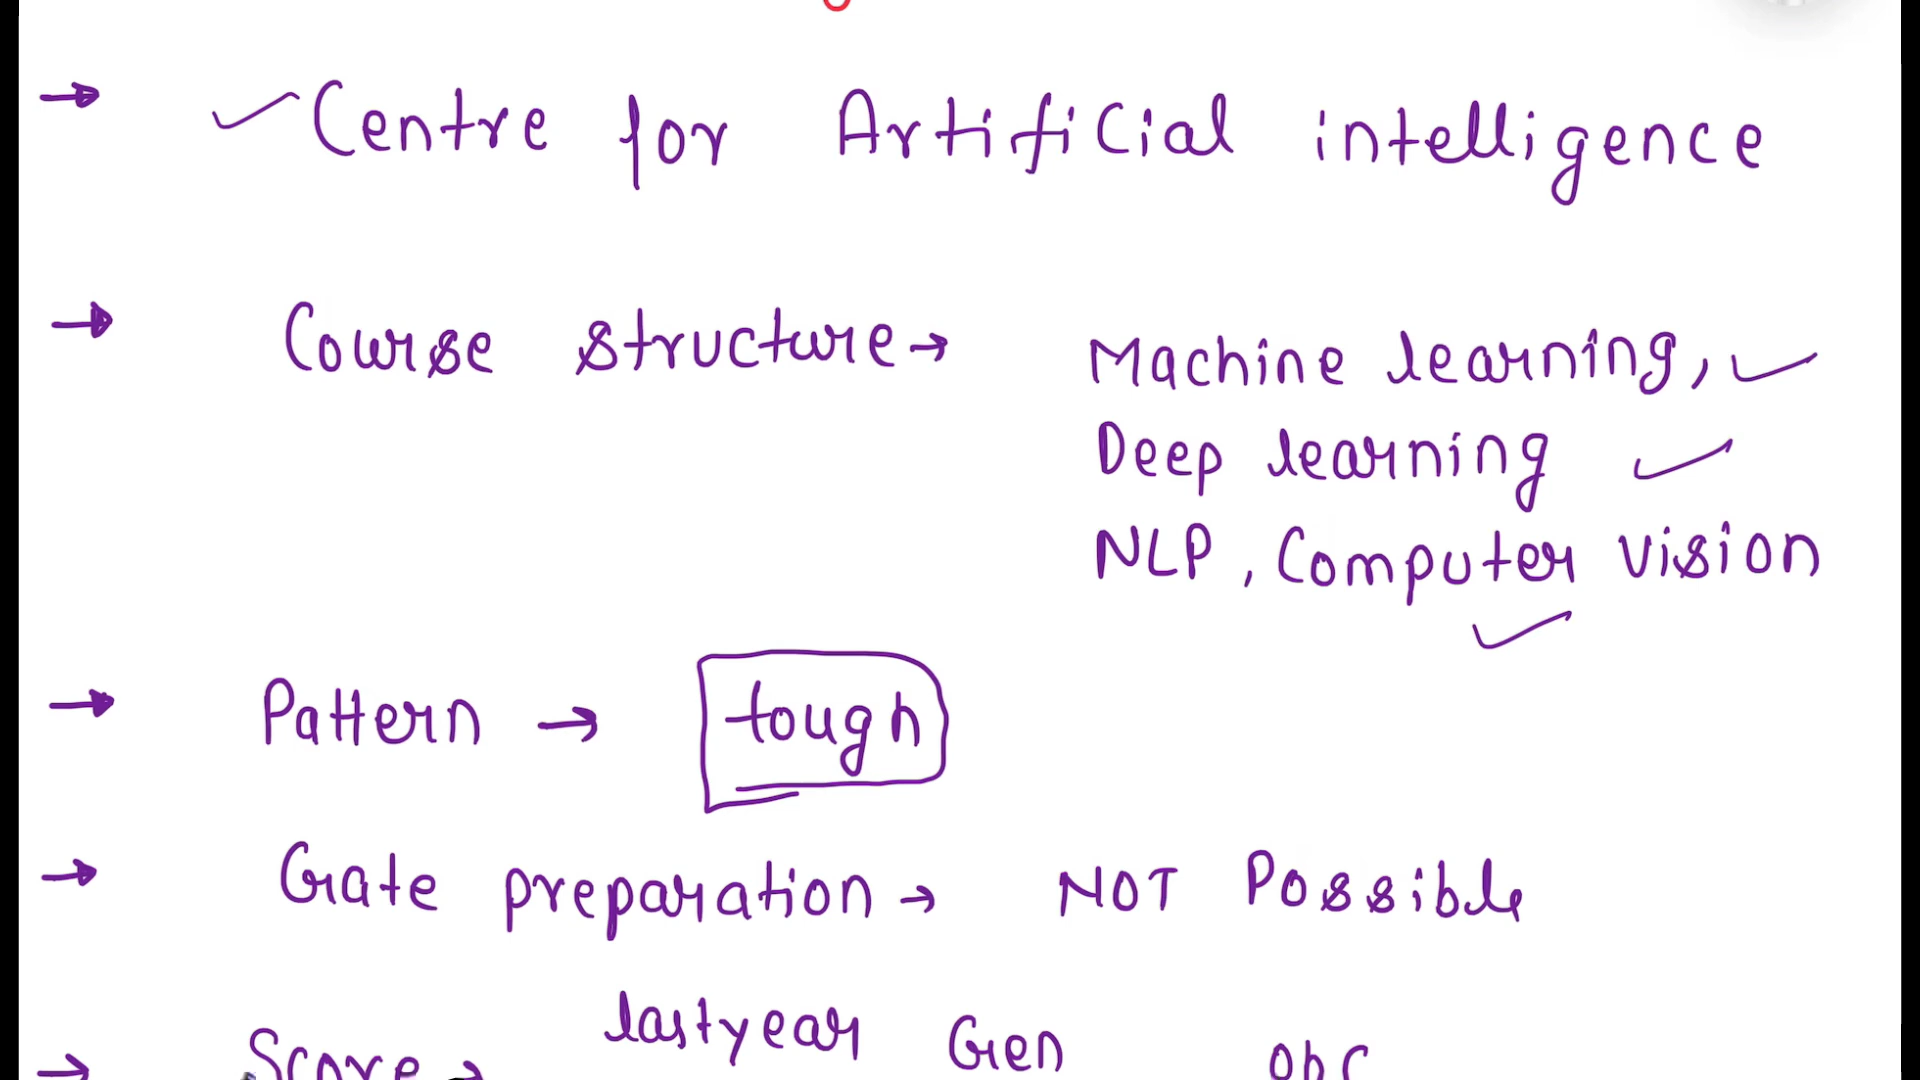 → Centre for Artificial intelligence
→ Course structure → Machine learning,
Deep learning
NLP, Computer vision
→ Pattern → tough
→ Gate preparation → NOT Possible
→ Score → lastyear Gen obc